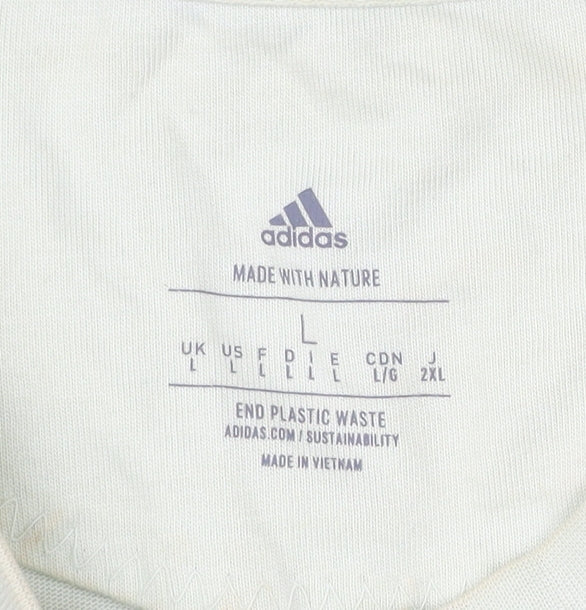 adidas
MADE WITH NATURE
L
UK US F D I E CDN J
L L L L L L L/G 2XL
END PLASTIC WASTE
ADIDAS.COM / SUSTAINABILITY
MADE IN VIETNAM